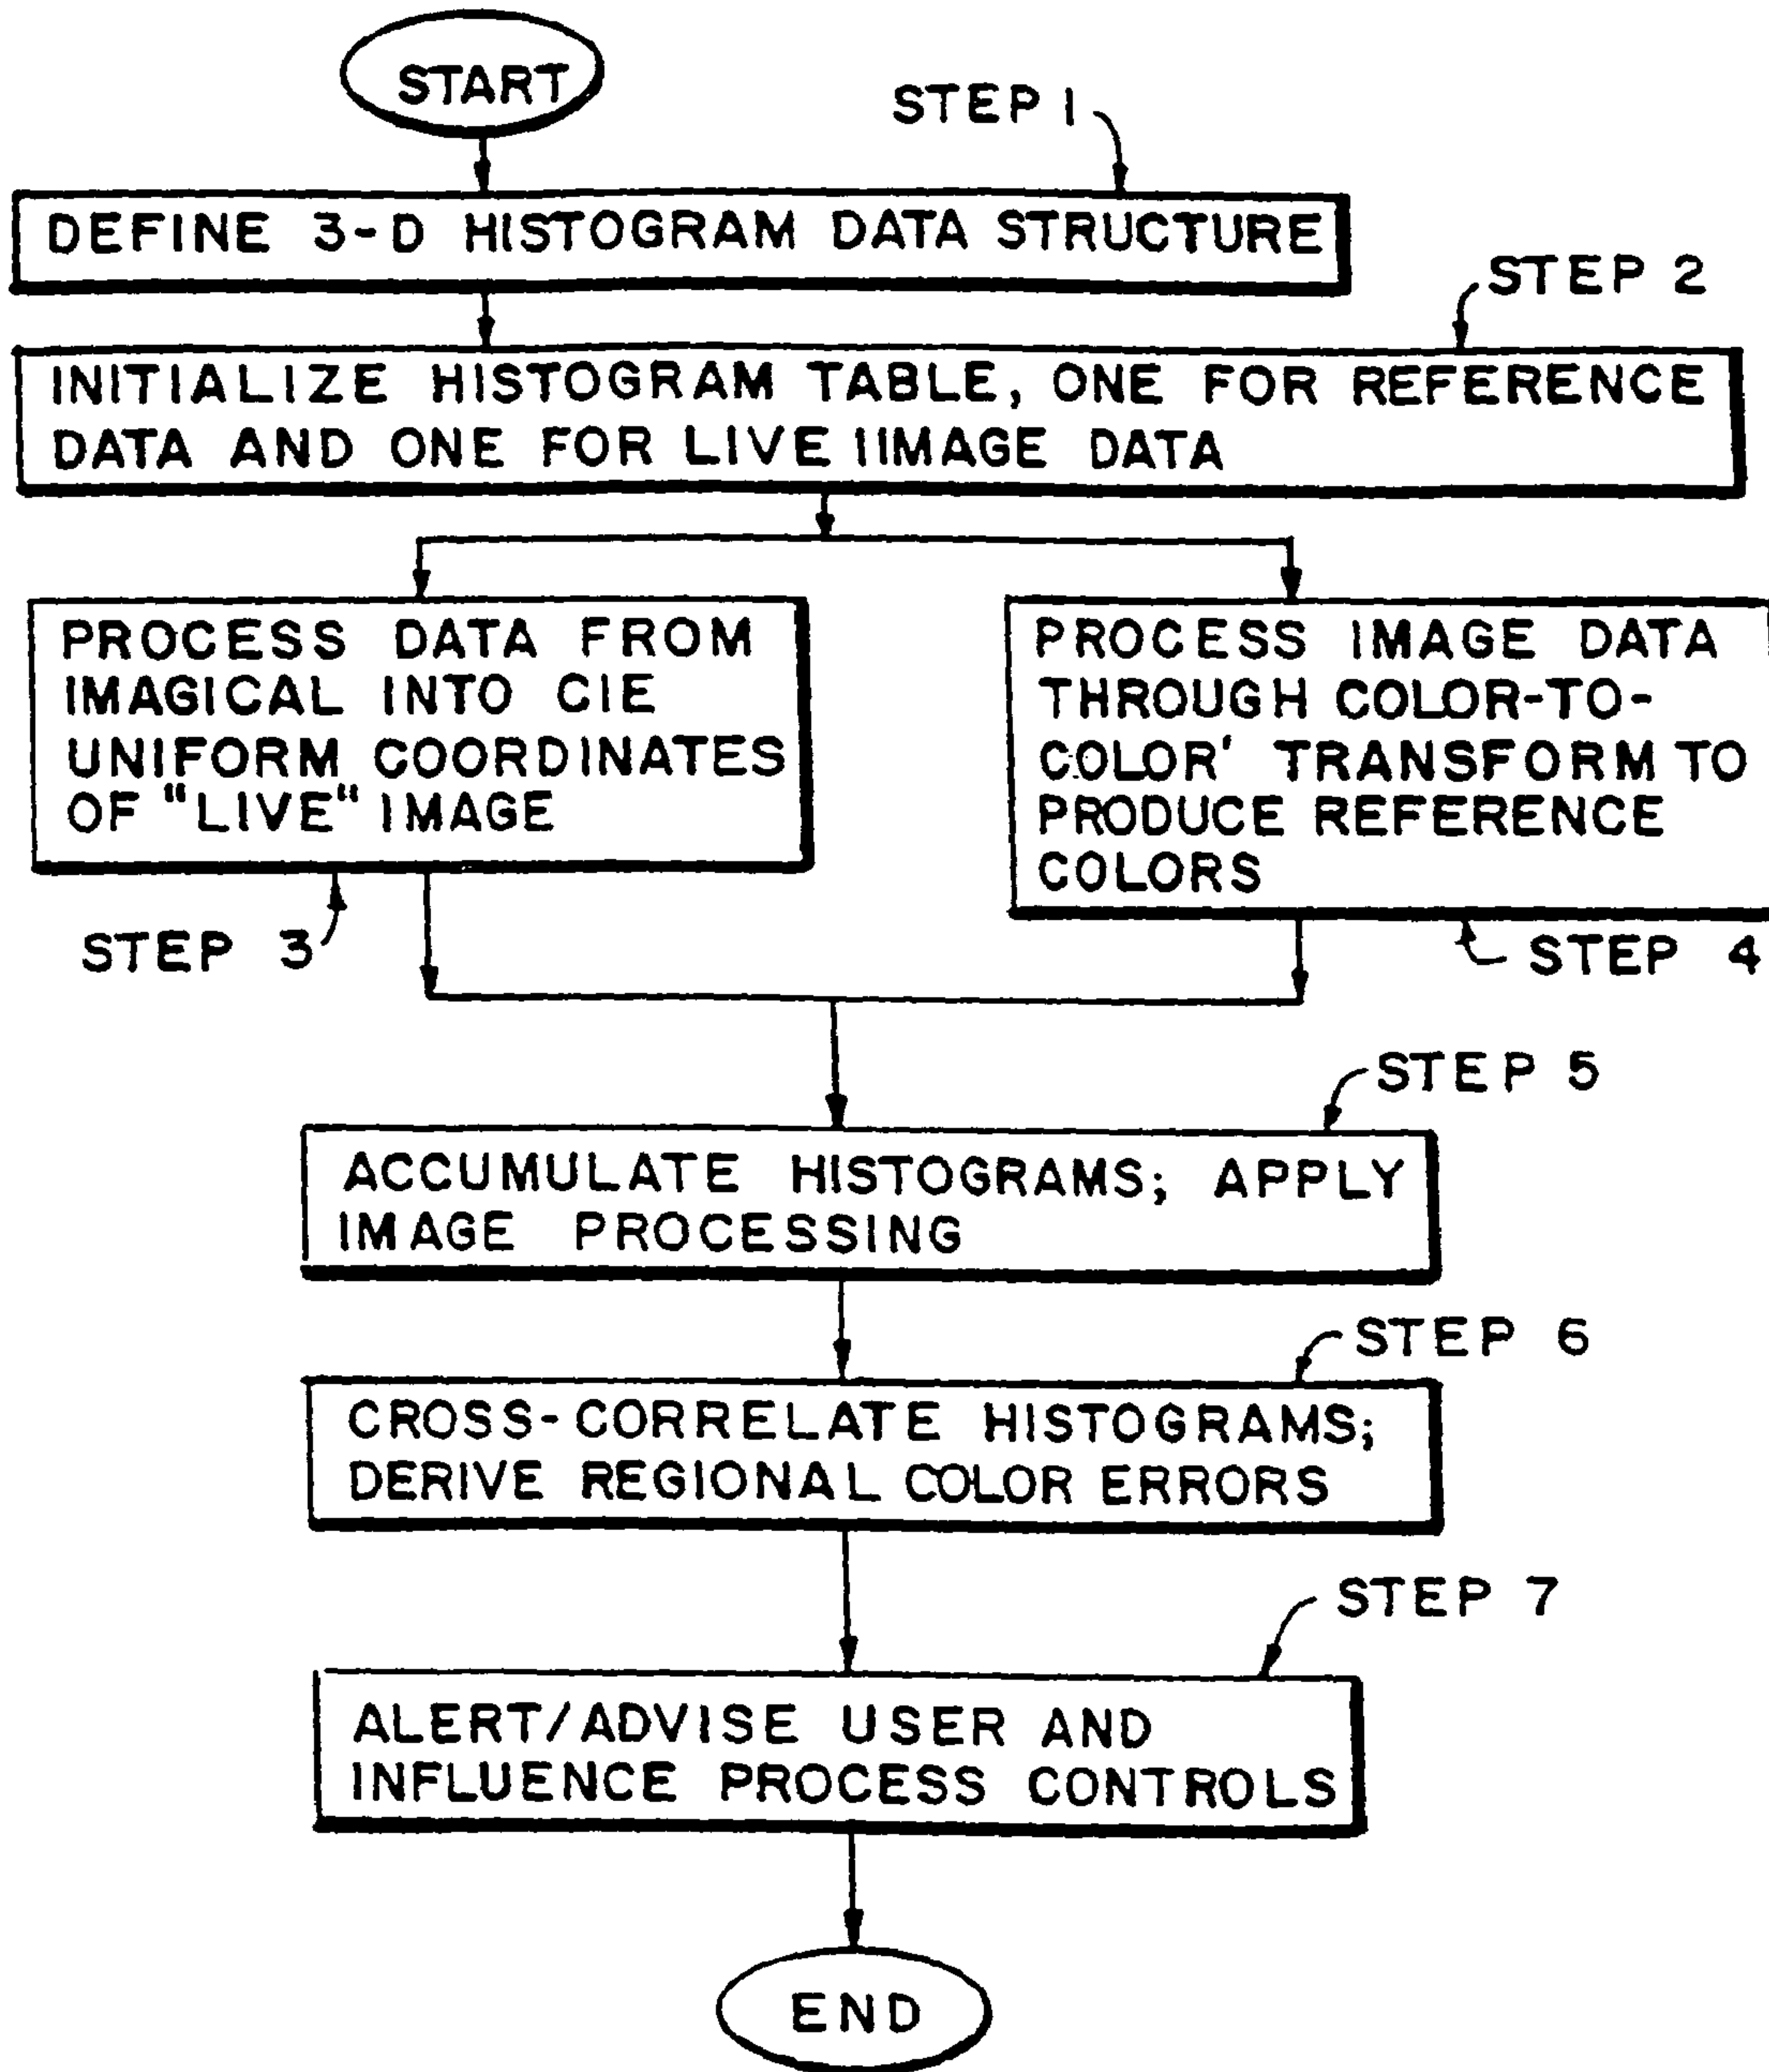 START
STEP 1
DEFINE 3-D HISTOGRAM DATA STRUCTURE
STEP 2
INITIALIZE HISTOGRAM TABLE, ONE FOR REFERENCE
DATA AND ONE FOR LIVE IIMAGE DATA
PROCESS DATA FROM
IMAGICAL INTO CIE
UNIFORM COORDINATES
OF "LIVE" IMAGE
STEP 3
PROCESS IMAGE DATA
THROUGH COLOR-TO-
COLOR' TRANSFORM TO
PRODUCE REFERENCE
COLORS
STEP 4
STEP 5
ACCUMULATE HISTOGRAMS; APPLY
IMAGE PROCESSING
STEP 6
CROSS-CORRELATE HISTOGRAMS;
DERIVE REGIONAL COLOR ERRORS
STEP 7
ALERT/ADVISE USER AND
INFLUENCE PROCESS CONTROLS
END